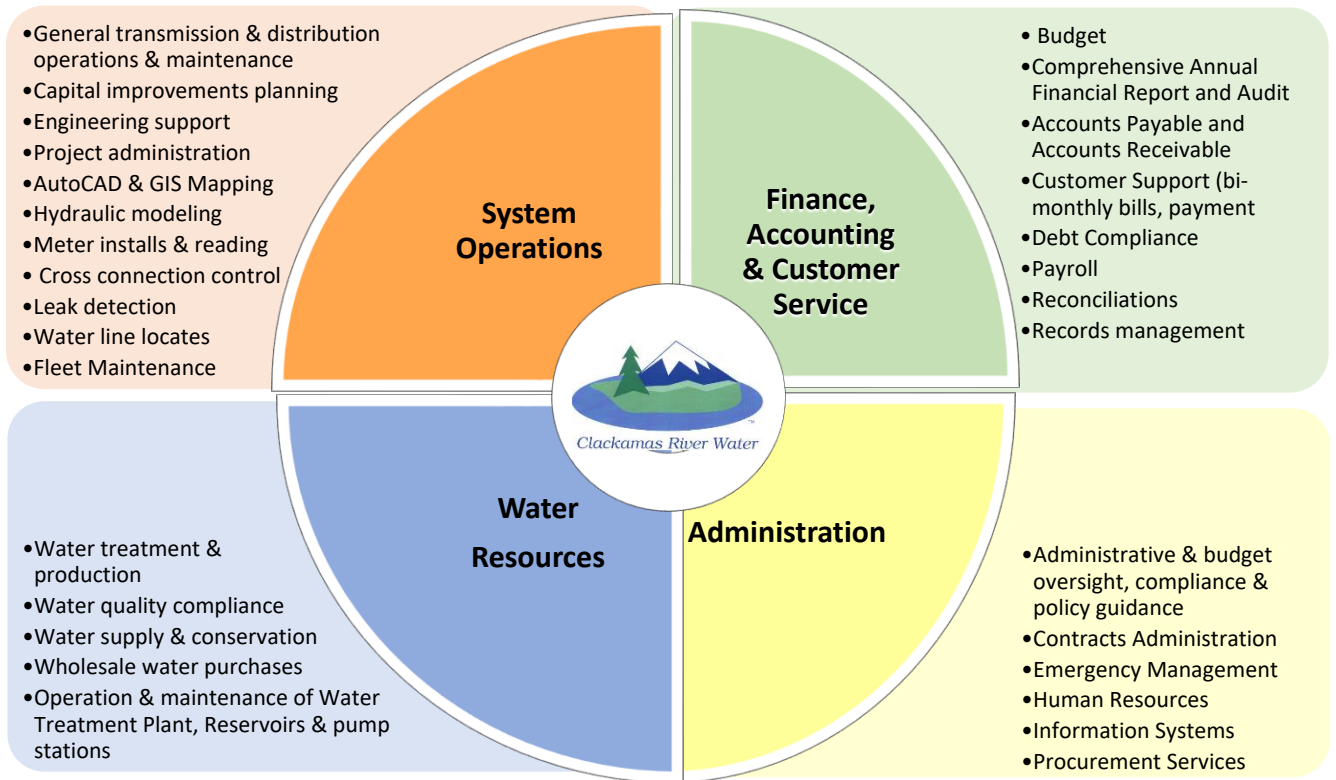 •General transmission & distribution
operations & maintenance
•Capital improvements planning
•Engineering support
•Project administration
•AutoCAD & GIS Mapping
•Hydraulic modeling
•Meter installs & reading
• Cross connection control
•Leak detection
•Water line locates
•Fleet Maintenance
System
Operations
Finance,
Accounting
& Customer
Service
• Budget
•Comprehensive Annual
Financial Report and Audit
•Accounts Payable and
Accounts Receivable
•Customer Support (bi-
monthly bills, payment
•Debt Compliance
•Payroll
•Reconciliations
•Records management
TM
Clackamas River Water
•Water treatment &
production
•Water quality compliance
•Water supply & conservation
•Wholesale water purchases
•Operation & maintenance of Water
Treatment Plant, Reservoirs & pump
stations
Water
Resources
Administration
•Administrative & budget
oversight, compliance &
policy guidance
•Contracts Administration
•Emergency Management
•Human Resources
•Information Systems
•Procurement Services